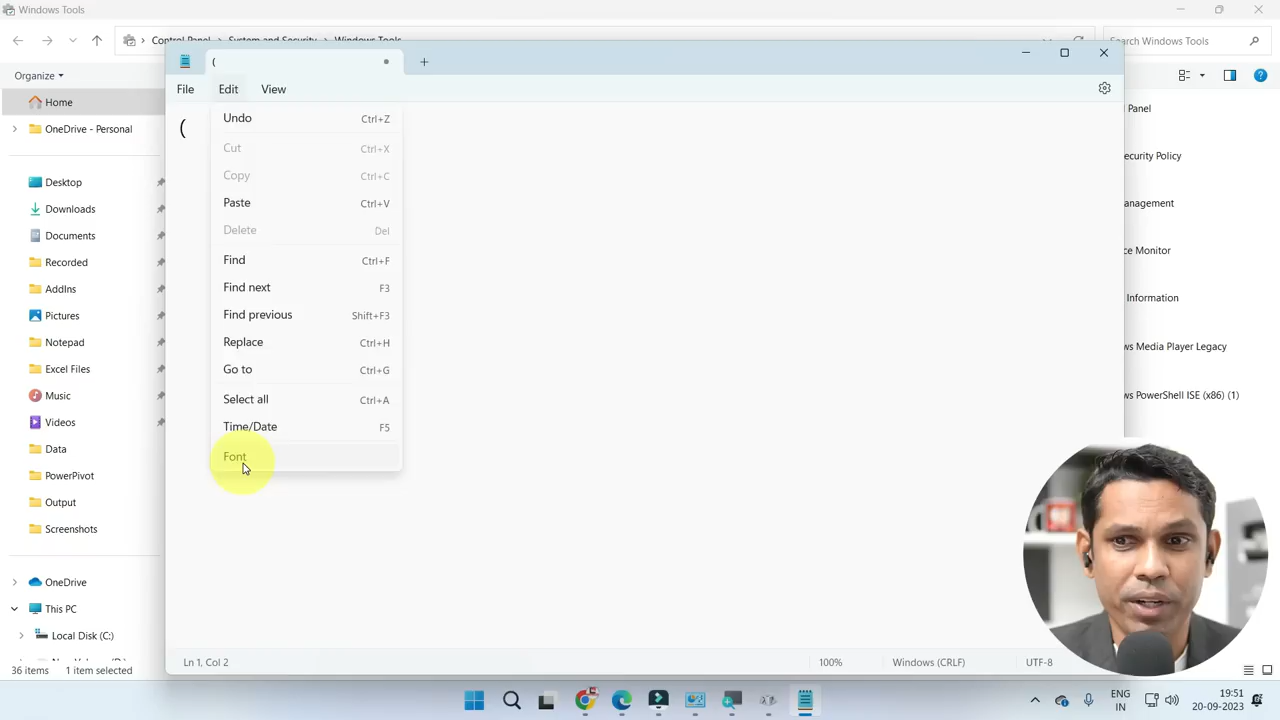 Windows Tools
Control Panel
System and Security
Windows Tools
Search Windows Tools
(
File
Edit
View
Organize
Home
OneDrive - Personal
Desktop
Downloads
Documents
Recorded
AddIns
Pictures
Notepad
Excel Files
Music
Videos
Data
PowerPivot
Output
Screenshots
OneDrive
This PC
Local Disk (C:)
36 items
1 item selected
(
Undo Ctrl+Z
Cut Ctrl+X
Copy Ctrl+C
Paste Ctrl+V
Delete Del
Find Ctrl+F
Find next F3
Find previous Shift+F3
Replace Ctrl+H
Go to Ctrl+G
Select all Ctrl+A
Time/Date F5
Font
Panel
ecurity Policy
anagement
ce Monitor
Information
ws Media Player Legacy
ws PowerShell ISE (x86) (1)
Ln 1, Col 2
100%
Windows (CRLF)
UTF-8
ENG
IN
19:51
20-09-2023